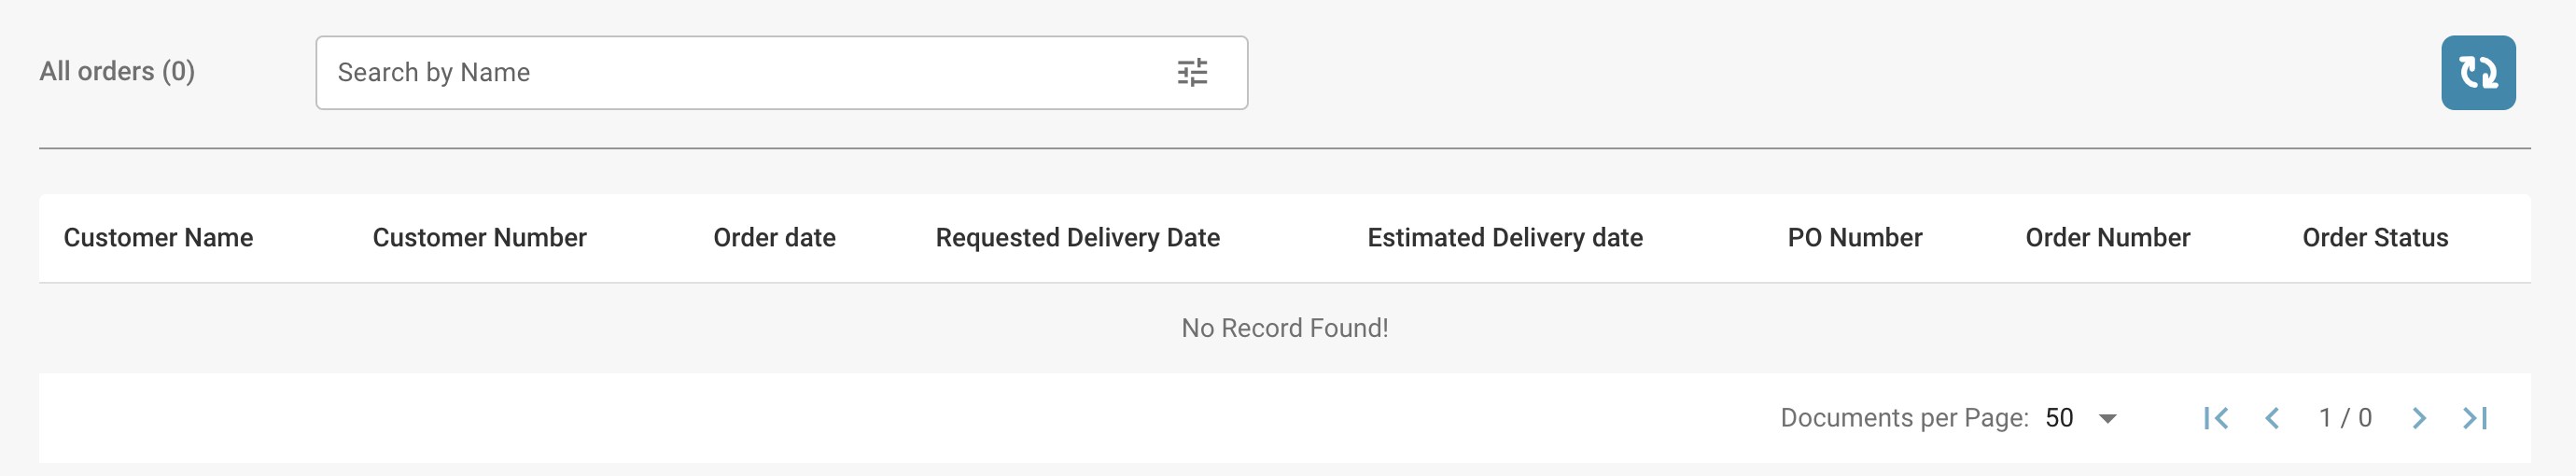 All orders (0)
Search by Name
Customer Name Customer Number Order date Requested Delivery Date Estimated Delivery date PO Number Order Number Order Status
No Record Found!
Documents per Page: 50 1 / 0